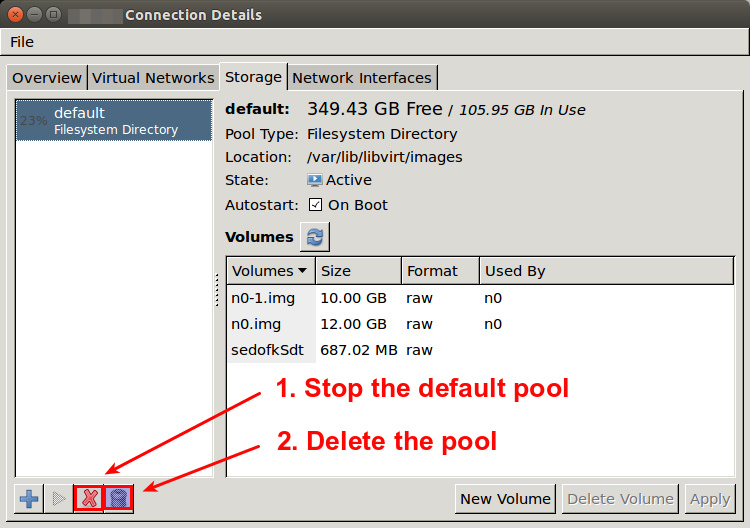 Connection Details
File
Overview Virtual Networks Storage Network Interfaces
23% default
Filesystem Directory
default: 349.43 GB Free / 105.95 GB In Use
Pool Type: Filesystem Directory
Location: /var/lib/libvirt/images
State: Active
Autostart: On Boot
Volumes
Volumes Size Format Used By
n0-1.img 10.00 GB raw n0
n0.img 12.00 GB raw n0
sedofkSdt 687.02 MB raw
1. Stop the default pool
2. Delete the pool
New Volume Delete Volume Apply